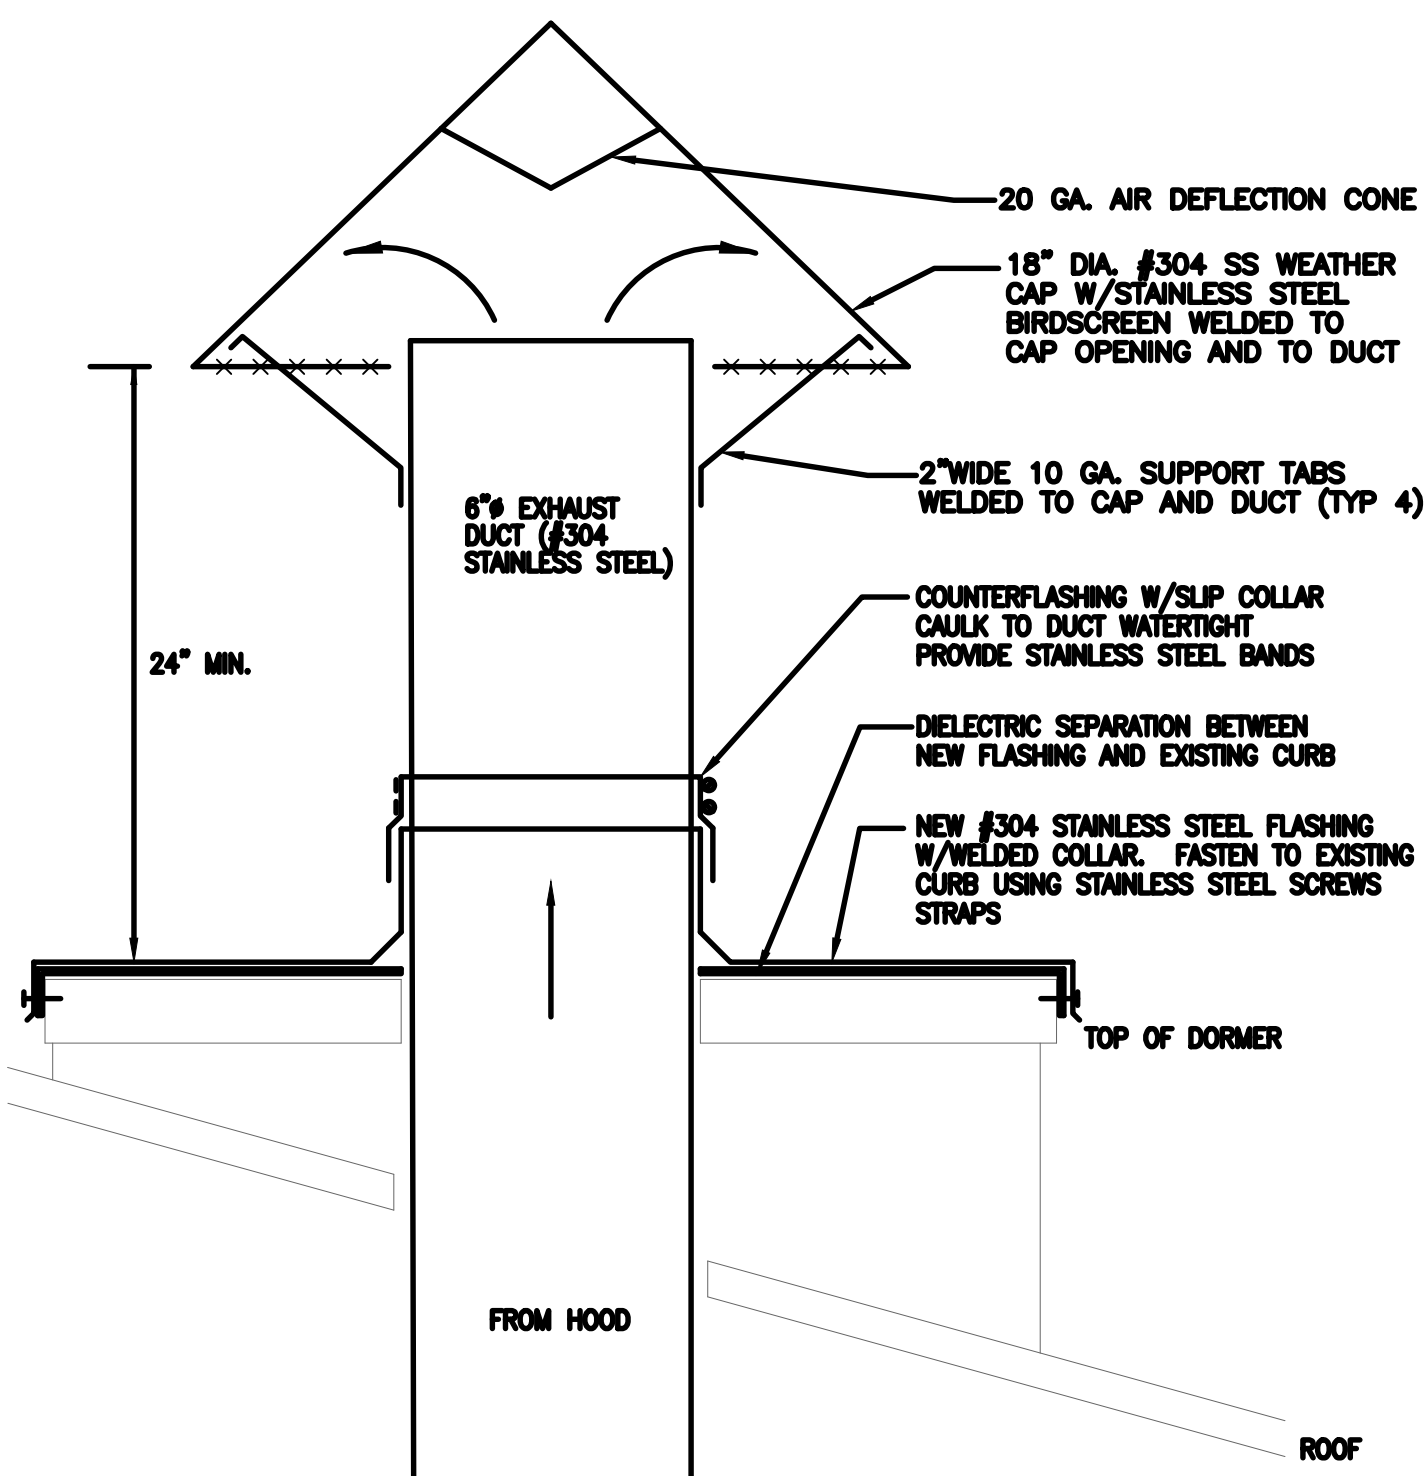 20 GA. AIR DEFLECTION CONE
18" DIA. #304 SS WEATHER
CAP W/STAINLESS STEEL
BIRDSCREEN WELDED TO
CAP OPENING AND TO DUCT
2"WIDE 10 GA. SUPPORT TABS
WELDED TO CAP AND DUCT (TYP 4)
6"ø EXHAUST
DUCT (#304
STAINLESS STEEL)
COUNTERFLASHING W/SLIP COLLAR
CAULK TO DUCT WATERTIGHT
PROVIDE STAINLESS STEEL BANDS
24" MIN.
DIELECTRIC SEPARATION BETWEEN
NEW FLASHING AND EXISTING CURB
NEW #304 STAINLESS STEEL FLASHING
W/WELDED COLLAR. FASTEN TO EXISTING
CURB USING STAINLESS STEEL SCREWS
STRAPS
TOP OF DORMER
FROM HOOD
ROOF